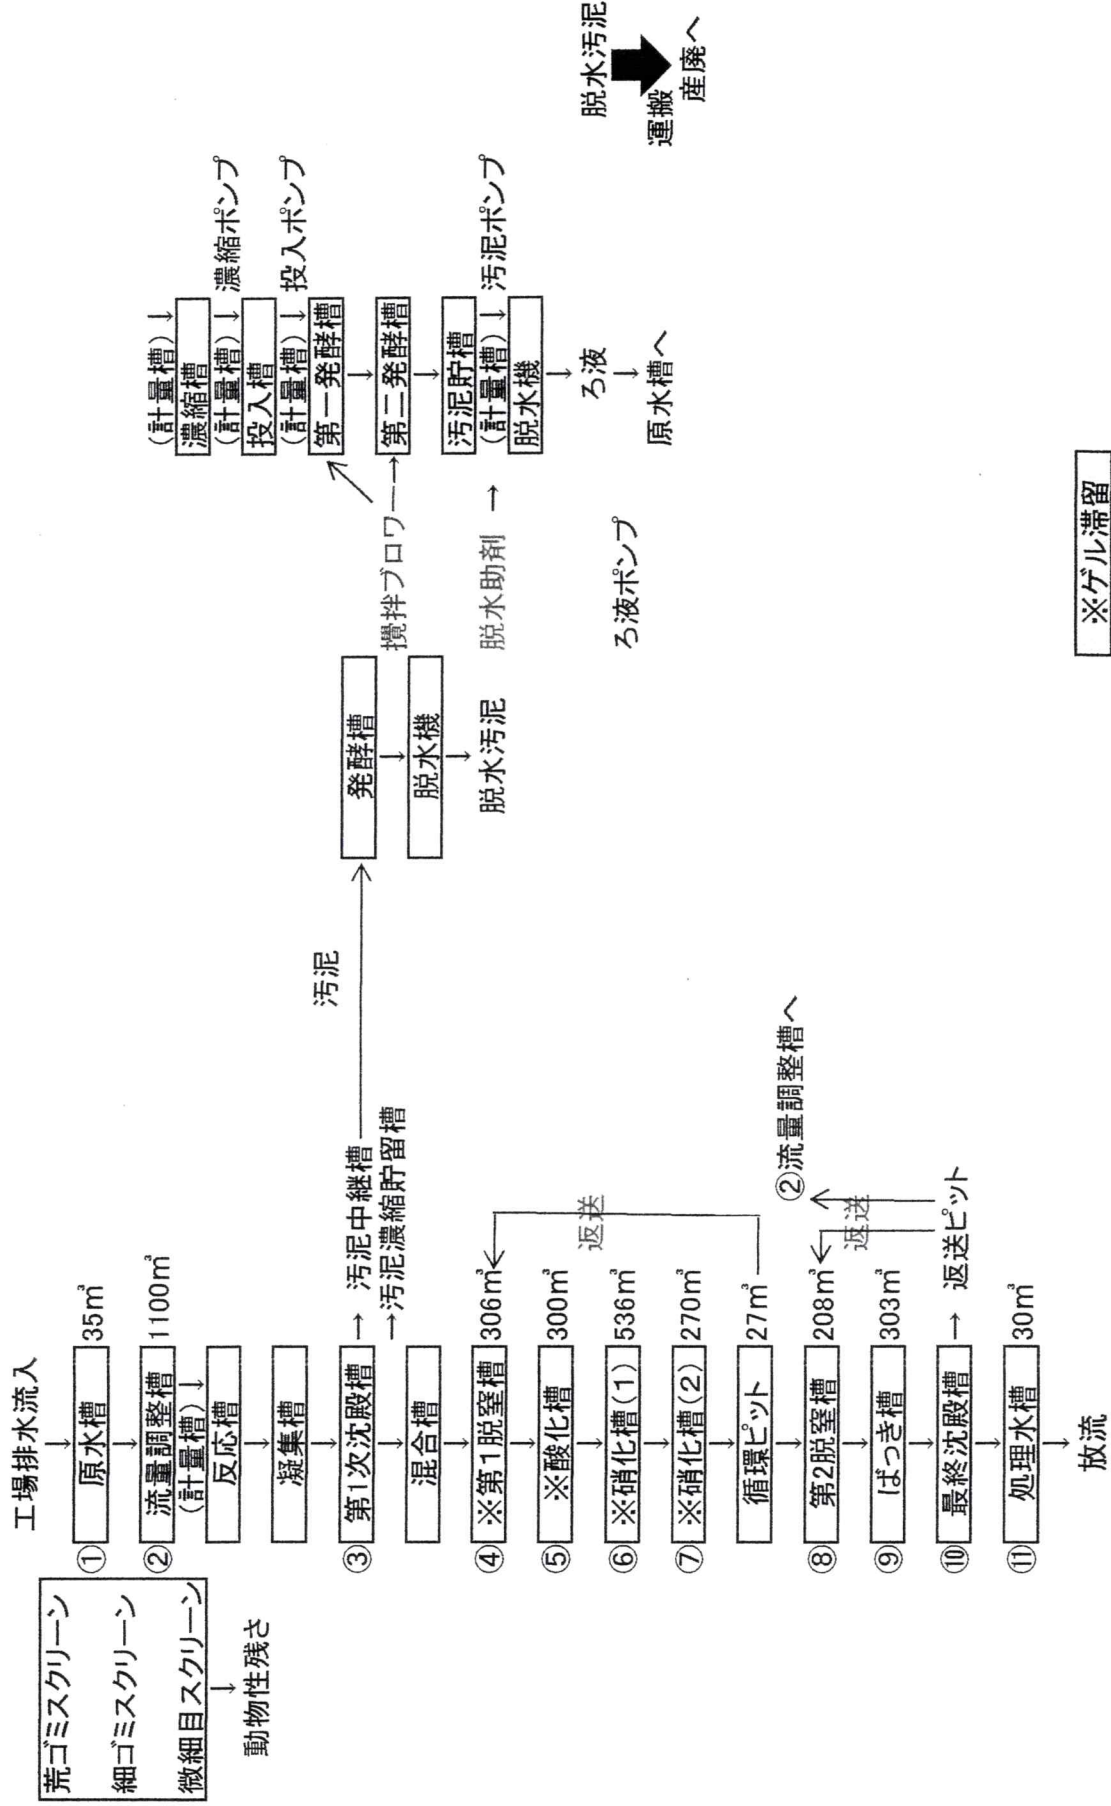 荒ゴミスクリーン
細ゴミスクリーン
微細目スクリーン
↓
動物性残さ
工場排水流入
↓
① 原水槽 35㎥
↓
② 流量調整槽 1100㎥
(計量槽)↓
反応槽
↓
凝集槽
↓
③ 第1次沈殿槽 → 汚泥中継槽
→汚泥濃縮貯留槽
↓
混合槽
↓
④ ※第1脱窒槽 306㎥
↓
⑤ ※酸化槽 300㎥
↓
⑥ ※硝化槽(1) 536㎥
↓
⑦ ※硝化槽(2) 270㎥
↓
循環ピット 27㎥
返送
↓
⑧ 第2脱窒槽 208㎥
②流量調整槽へ
返送
↓
⑨ ばっき槽 303㎥
↓
⑩ 最終沈殿槽 → 返送ピット
↓
⑪ 処理水槽 30㎥
↓
放流
汚泥
発酵槽
↓
脱水機
↓
脱水汚泥
(計量槽)↓
濃縮槽
(計量槽)↓ 濃縮ポンプ
投入槽
(計量槽)↓ 投入ポンプ
第一発酵槽
↓
攪拌ブロワー
第二発酵槽
↓
汚泥貯槽
脱水助剤 → (計量槽)↓ 汚泥ポンプ
脱水機
↓
ろ液
ろ液ポンプ
↓
原水槽へ
脱水汚泥
運搬
産廃へ
※ゲル滞留